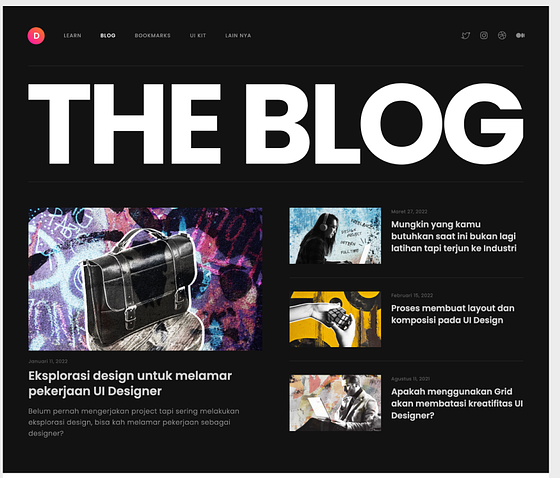 D
LEARN
BLOG
BOOKMARKS
UI KIT
LAIN NYA
THE BLOG
Januari 11, 2022
Eksplorasi design untuk melamar
pekerjaan UI Designer
Belum pernah mengerjakan project tapi sering melakukan
eksplorasi design, bisa kah melamar pekerjaan sebagai
designer?
Maret 27, 2022
Mungkin yang kamu
butuhkan saat ini bukan lagi
latihan tapi terjun ke Industri
Februari 15, 2022
Proses membuat layout dan
komposisi pada UI Design
Agustus 11, 2021
Apakah menggunakan Grid
akan membatasi kreatifitas UI
Designer?